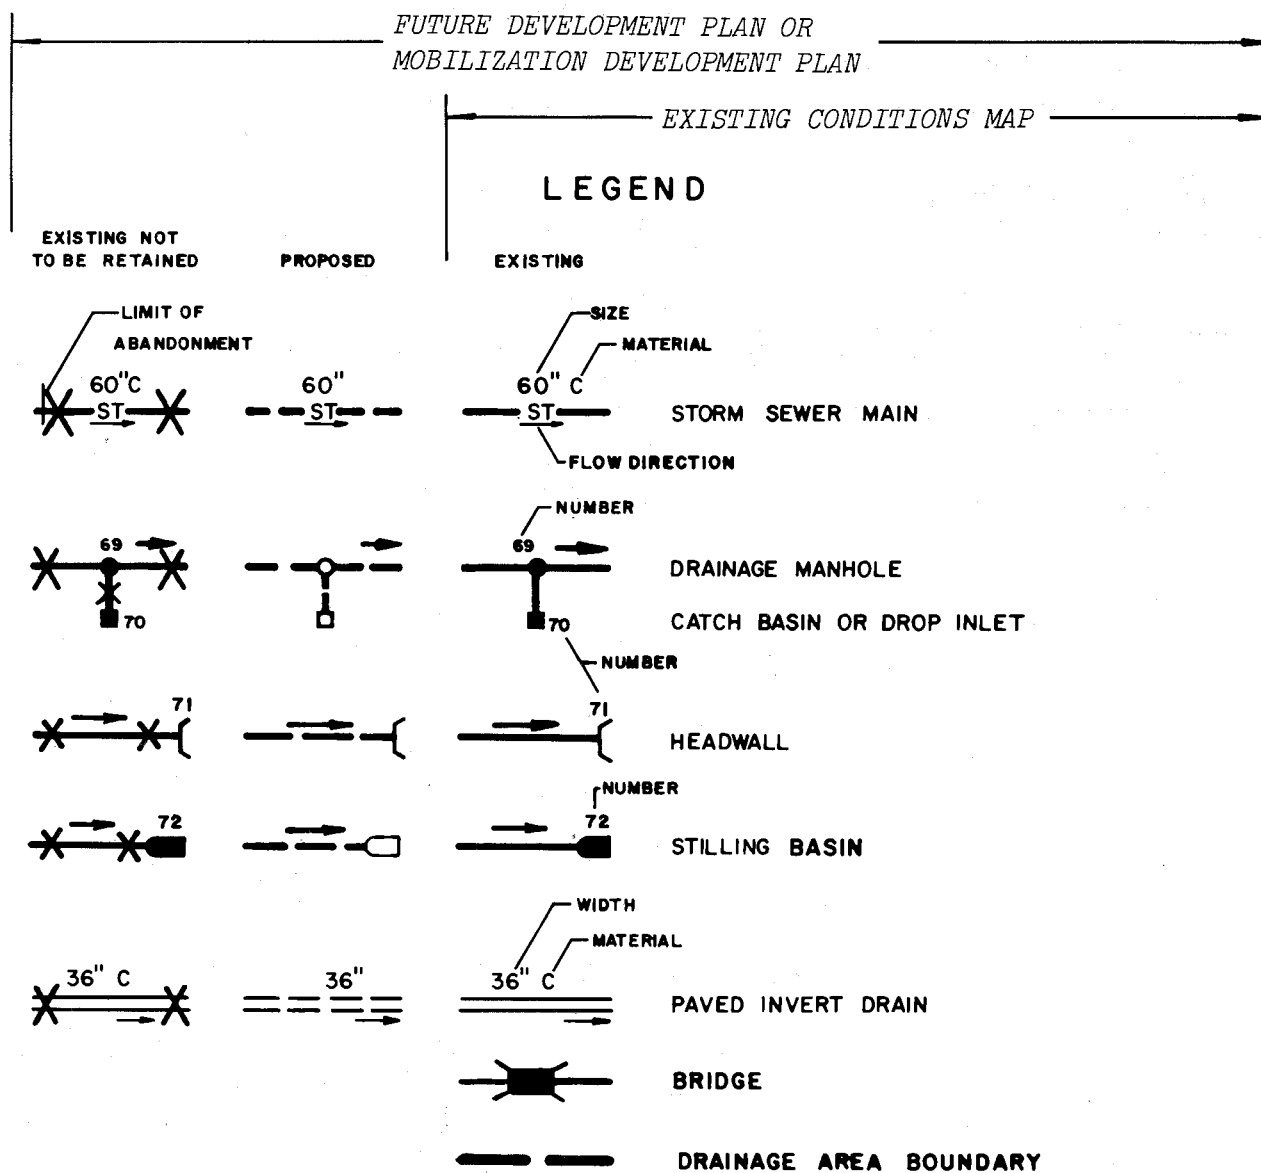 FUTURE DEVELOPMENT PLAN OR
MOBILIZATION DEVELOPMENT PLAN
EXISTING CONDITIONS MAP
LEGEND
EXISTING NOT
TO BE RETAINED
PROPOSED
EXISTING
LIMIT OF
ABANDONMENT
SIZE
MATERIAL
60"C
60"
60" C
ST
ST
ST
STORM SEWER MAIN
FLOW DIRECTION
NUMBER
69
69
DRAINAGE MANHOLE
70
70
CATCH BASIN OR DROP INLET
NUMBER
71
71
HEADWALL
NUMBER
72
72
STILLING BASIN
WIDTH
MATERIAL
36" C
36"
36" C
PAVED INVERT DRAIN
BRIDGE
DRAINAGE AREA BOUNDARY